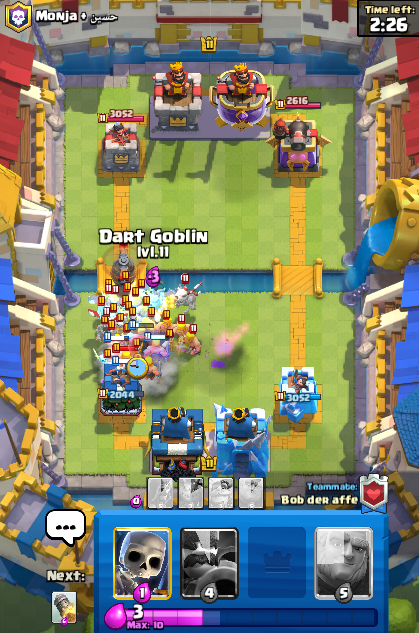 Monja + حسين
Time left:
2:26
3052
2616
Dart Goblin
lvl.11
3
2044
3052
Teammate:
Bob der affe
...
Next:
1
4
5
3
Max: 10